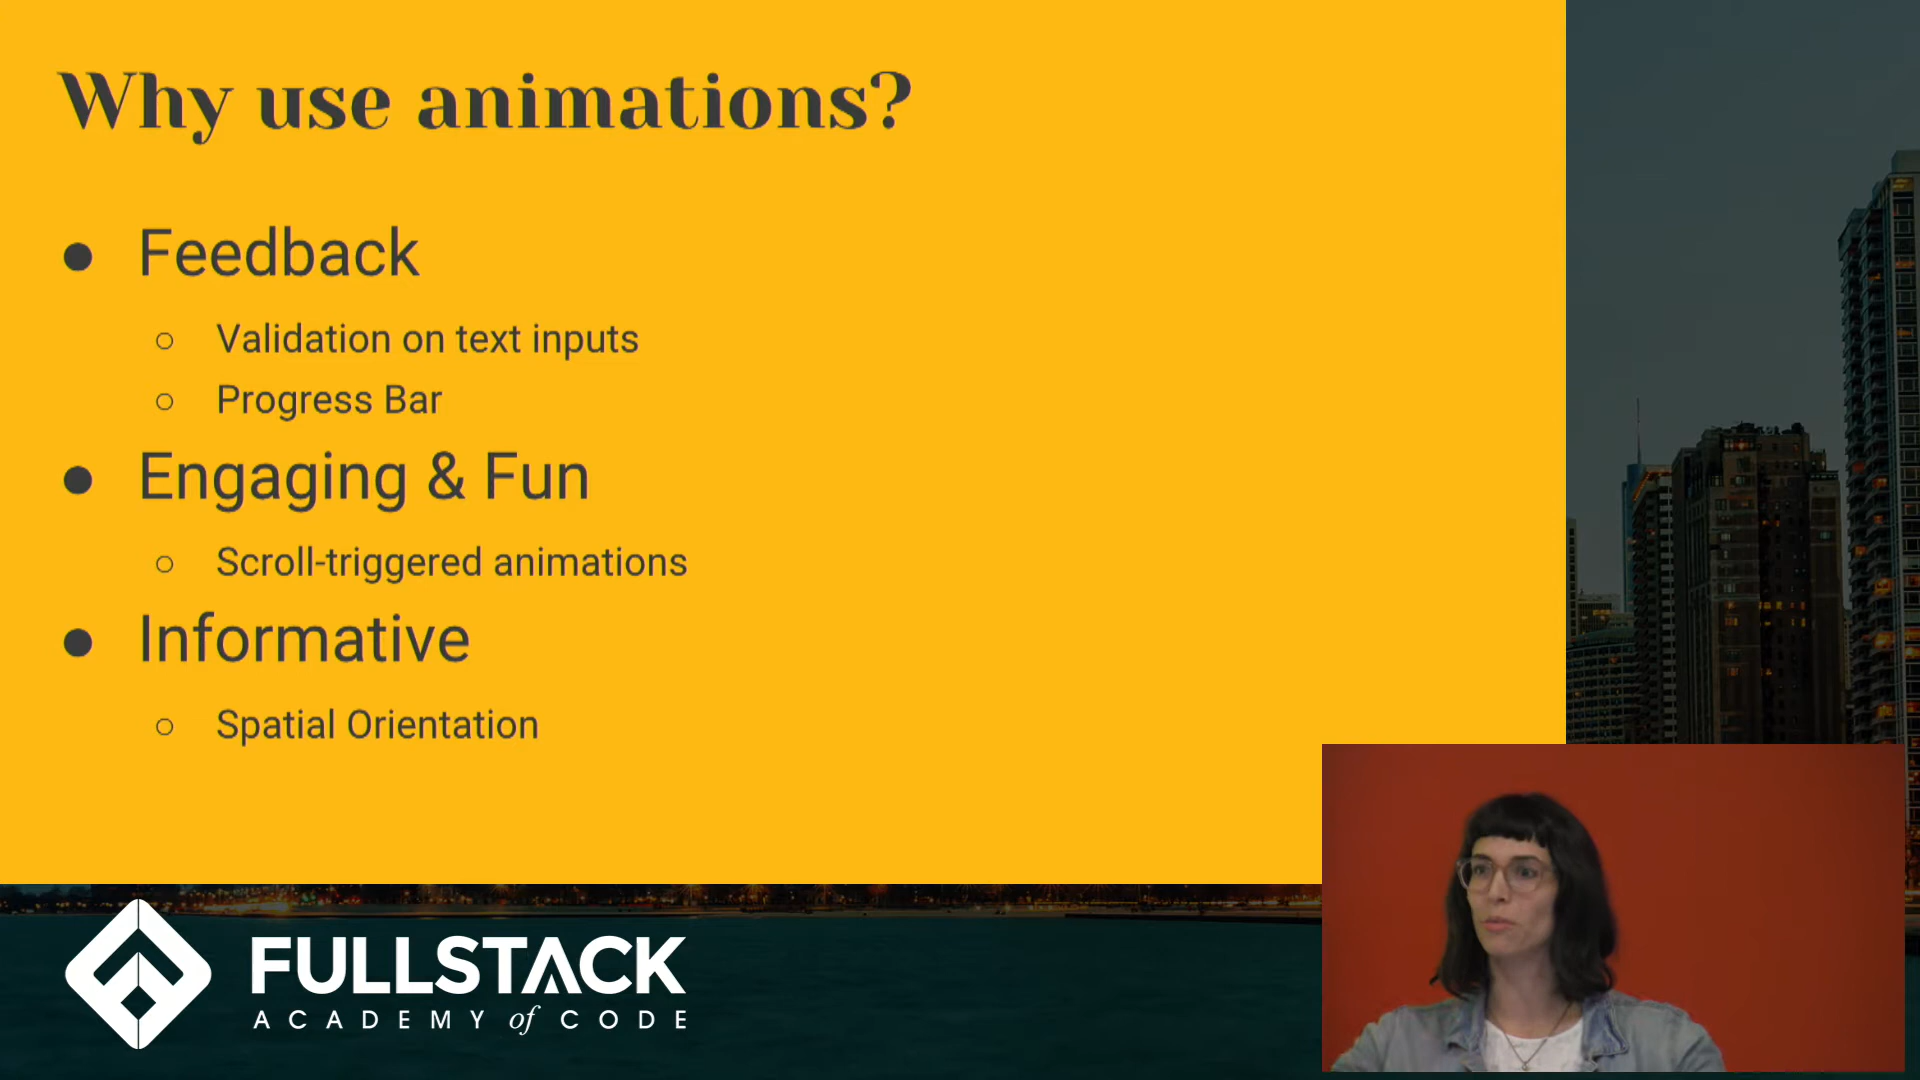 Why use animations?
● Feedback
○ Validation on text inputs
○ Progress Bar
● Engaging & Fun
○ Scroll-triggered animations
● Informative
○ Spatial Orientation
FULLSTACK
ACADEMY of CODE